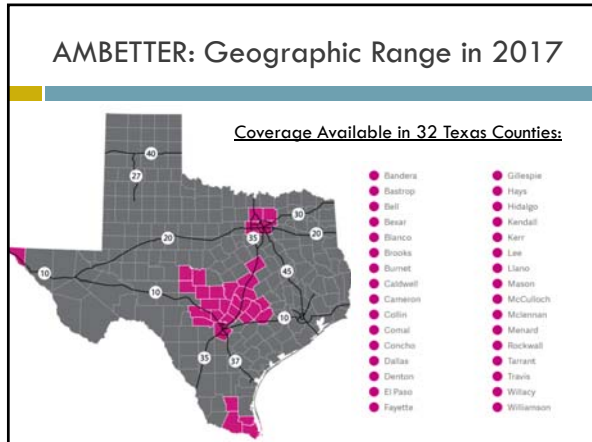 AMBETTER: Geographic Range in 2017
Coverage Available in 32 Texas Counties:
40
27
30
20
35
20
45
10
10
10
35
37
Bandera
Bastrop
Bell
Bexar
Blanco
Brooks
Burnet
Caldwell
Cameron
Collin
Comal
Concho
Dallas
Denton
El Paso
Fayette
Gillespie
Hays
Hidalgo
Kendall
Kerr
Lee
Llano
Mason
McCulloch
Mclennan
Menard
Rockwall
Tarrant
Travis
Willacy
Williamson